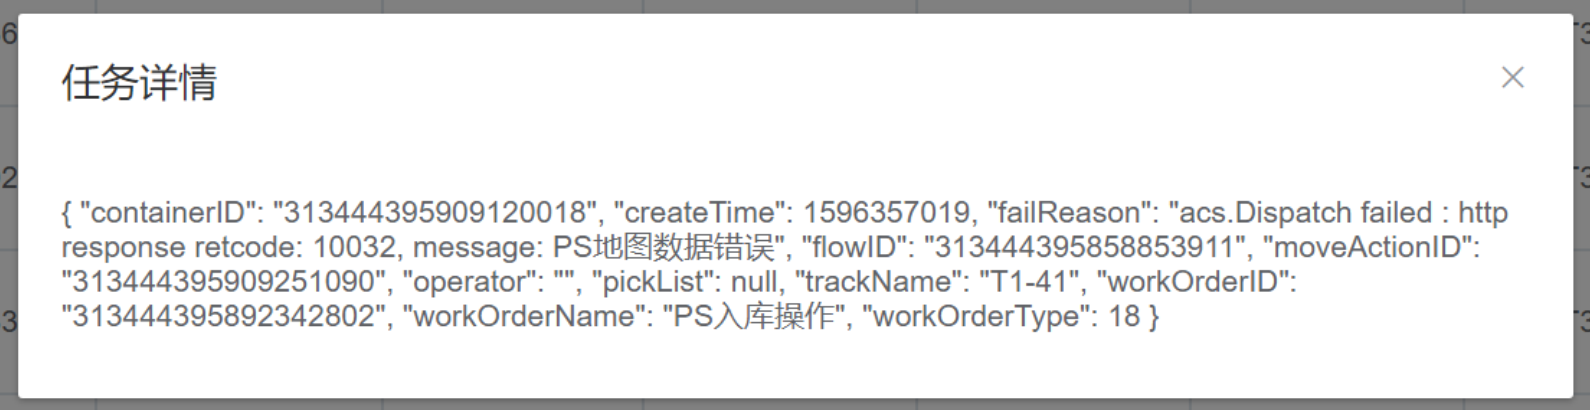 任务详情
{ "containerID": "313444395909120018", "createTime": 1596357019, "failReason": "acs.Dispatch failed : http
response retcode: 10032, message: PS地图数据错误", "flowID": "313444395858853911", "moveActionID":
"313444395909251090", "operator": "", "pickList": null, "trackName": "T1-41", "workOrderID":
"313444395892342802", "workOrderName": "PS入库操作", "workOrderType": 18 }